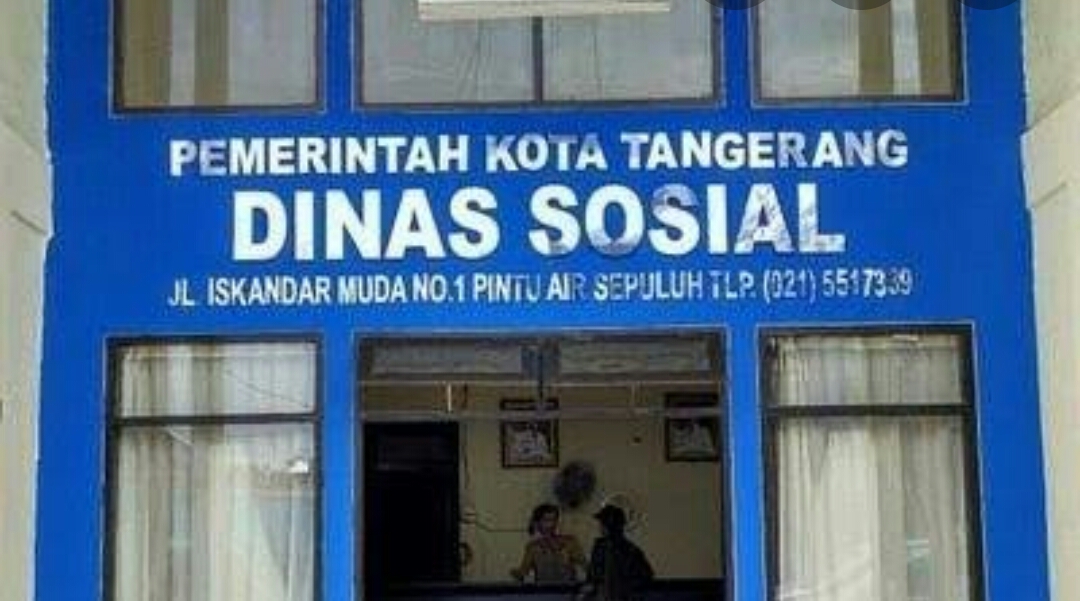 PEMERINTAH KOTA TANGERANG
DINAS SOSIAL
JL. ISKANDAR MUDA NO.1 PINTU AIR SEPULUH TLP. (021) 5517339